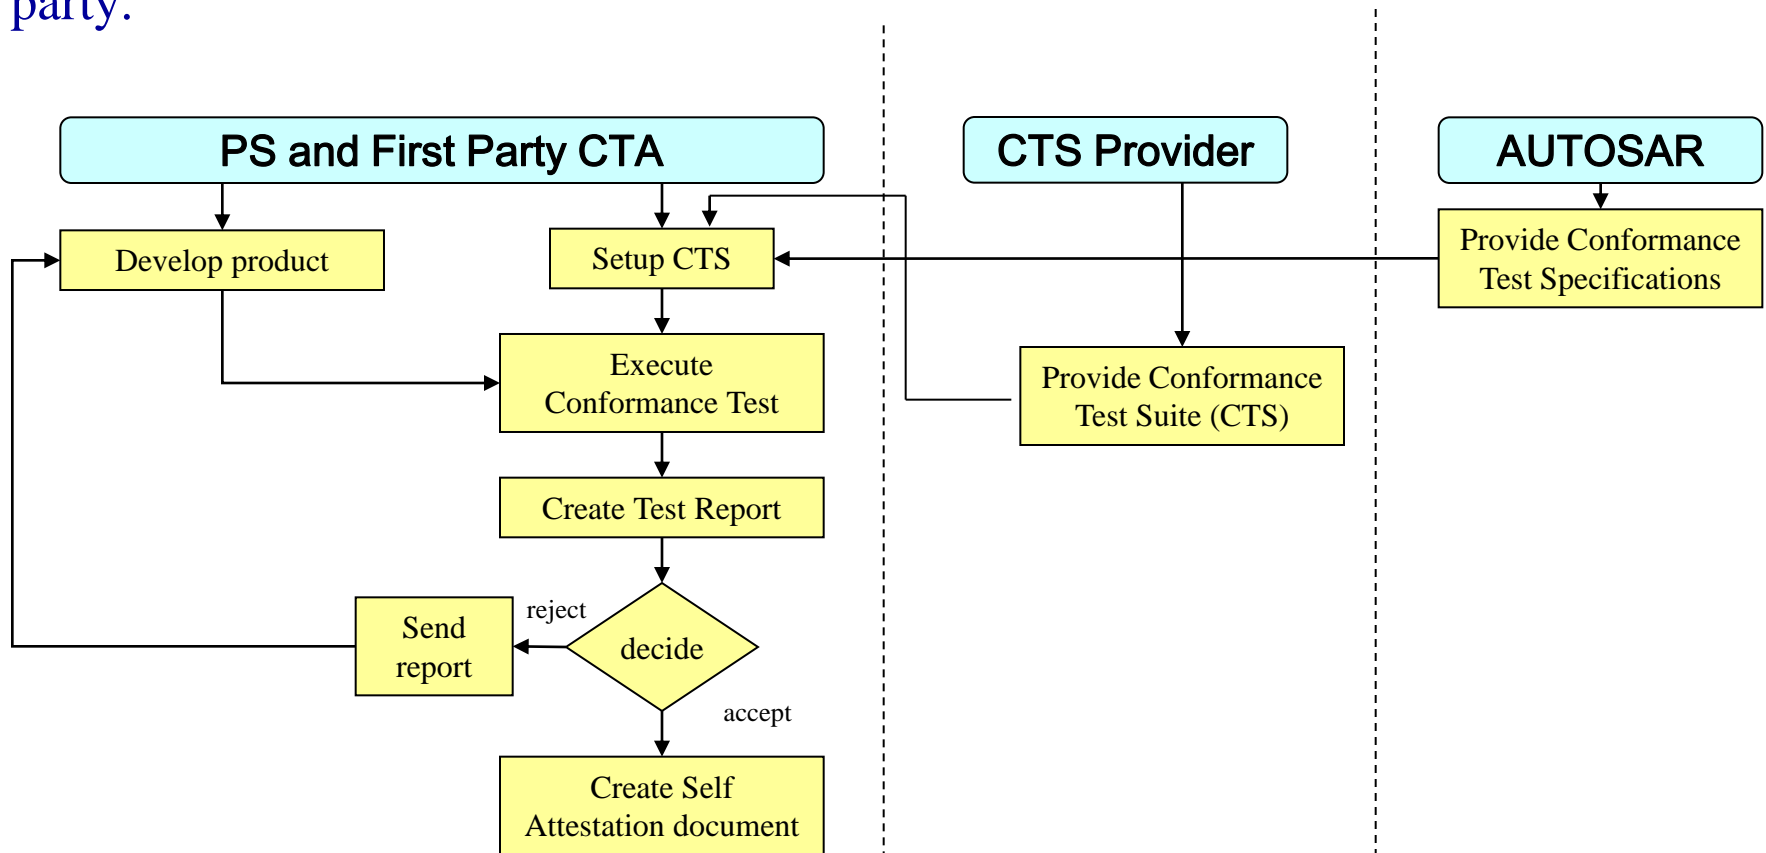 party.
PS and First Party CTA
CTS Provider
AUTOSAR
Develop product
Setup CTS
Provide Conformance
Test Specifications
Execute
Conformance Test
Provide Conformance
Test Suite (CTS)
Create Test Report
Send
report
reject
decide
accept
Create Self
Attestation document